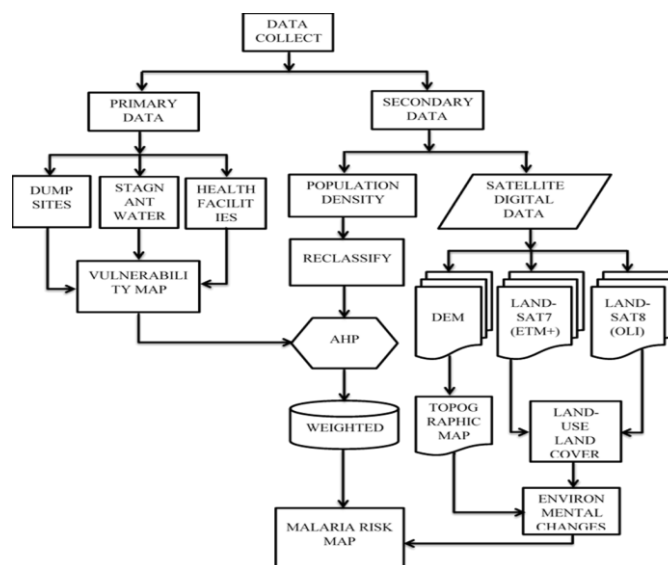 DATA
COLLECT
PRIMARY
DATA
SECONDARY
DATA
DUMP
SITES
STAGN
ANT
WATER
HEALTH
FACILIT
IES
POPULATION
DENSITY
SATELLITE
DIGITAL
DATA
VULNERABILI
TY MAP
RECLASSIFY
DEM
LAND-
SAT7
(ETM+)
LAND-
SAT8
(OLI)
AHP
WEIGHTED
TOPOG
RAPHIC
MAP
LAND-
USE
LAND
COVER
MALARIA RISK
MAP
ENVIRON
MENTAL
CHANGES